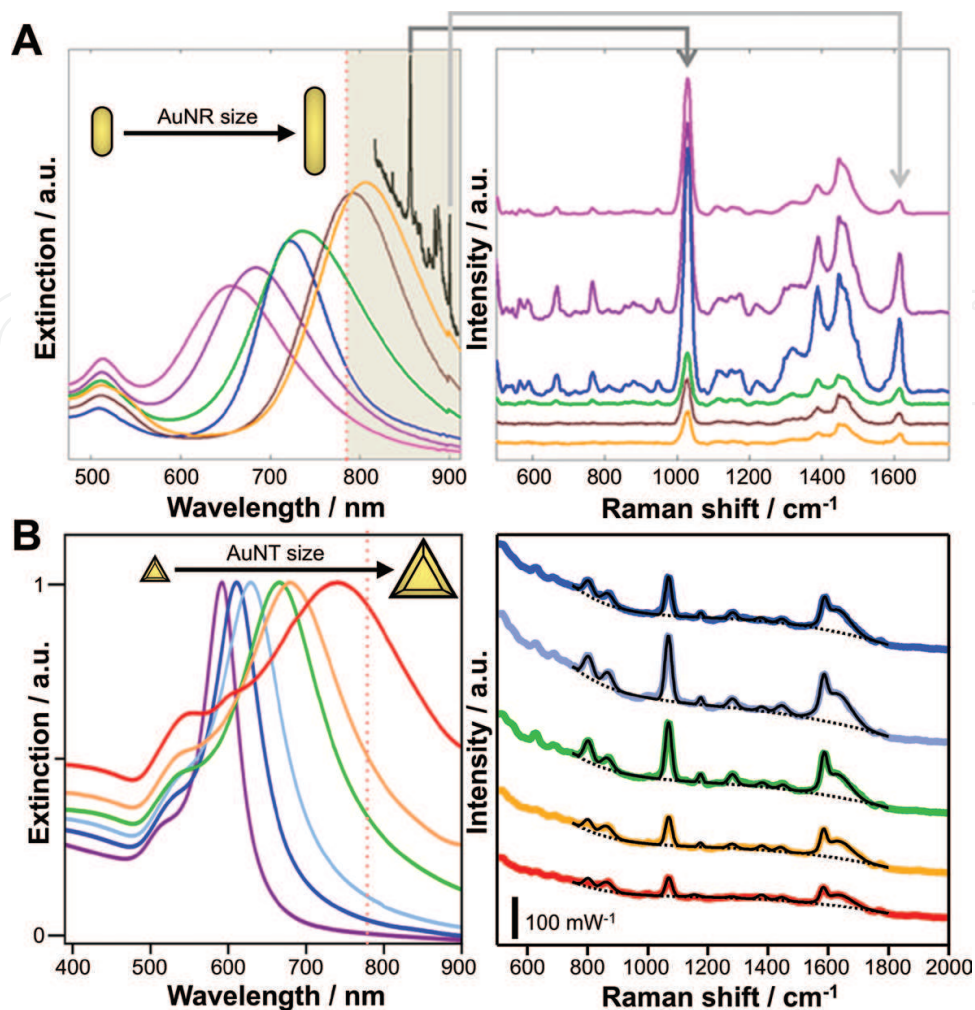 A
AuNR size
Extinction / a.u.
500 600 700 800 900
Wavelength / nm
Intensity / a.u.
600 800 1000 1200 1400 1600
Raman shift / cm⁻¹
B
AuNT size
1
0
Extinction / a.u.
400 500 600 700 800 900
Wavelength / nm
Intensity / a.u.
100 mW⁻¹
600 800 1000 1200 1400 1600 1800 2000
Raman shift / cm⁻¹